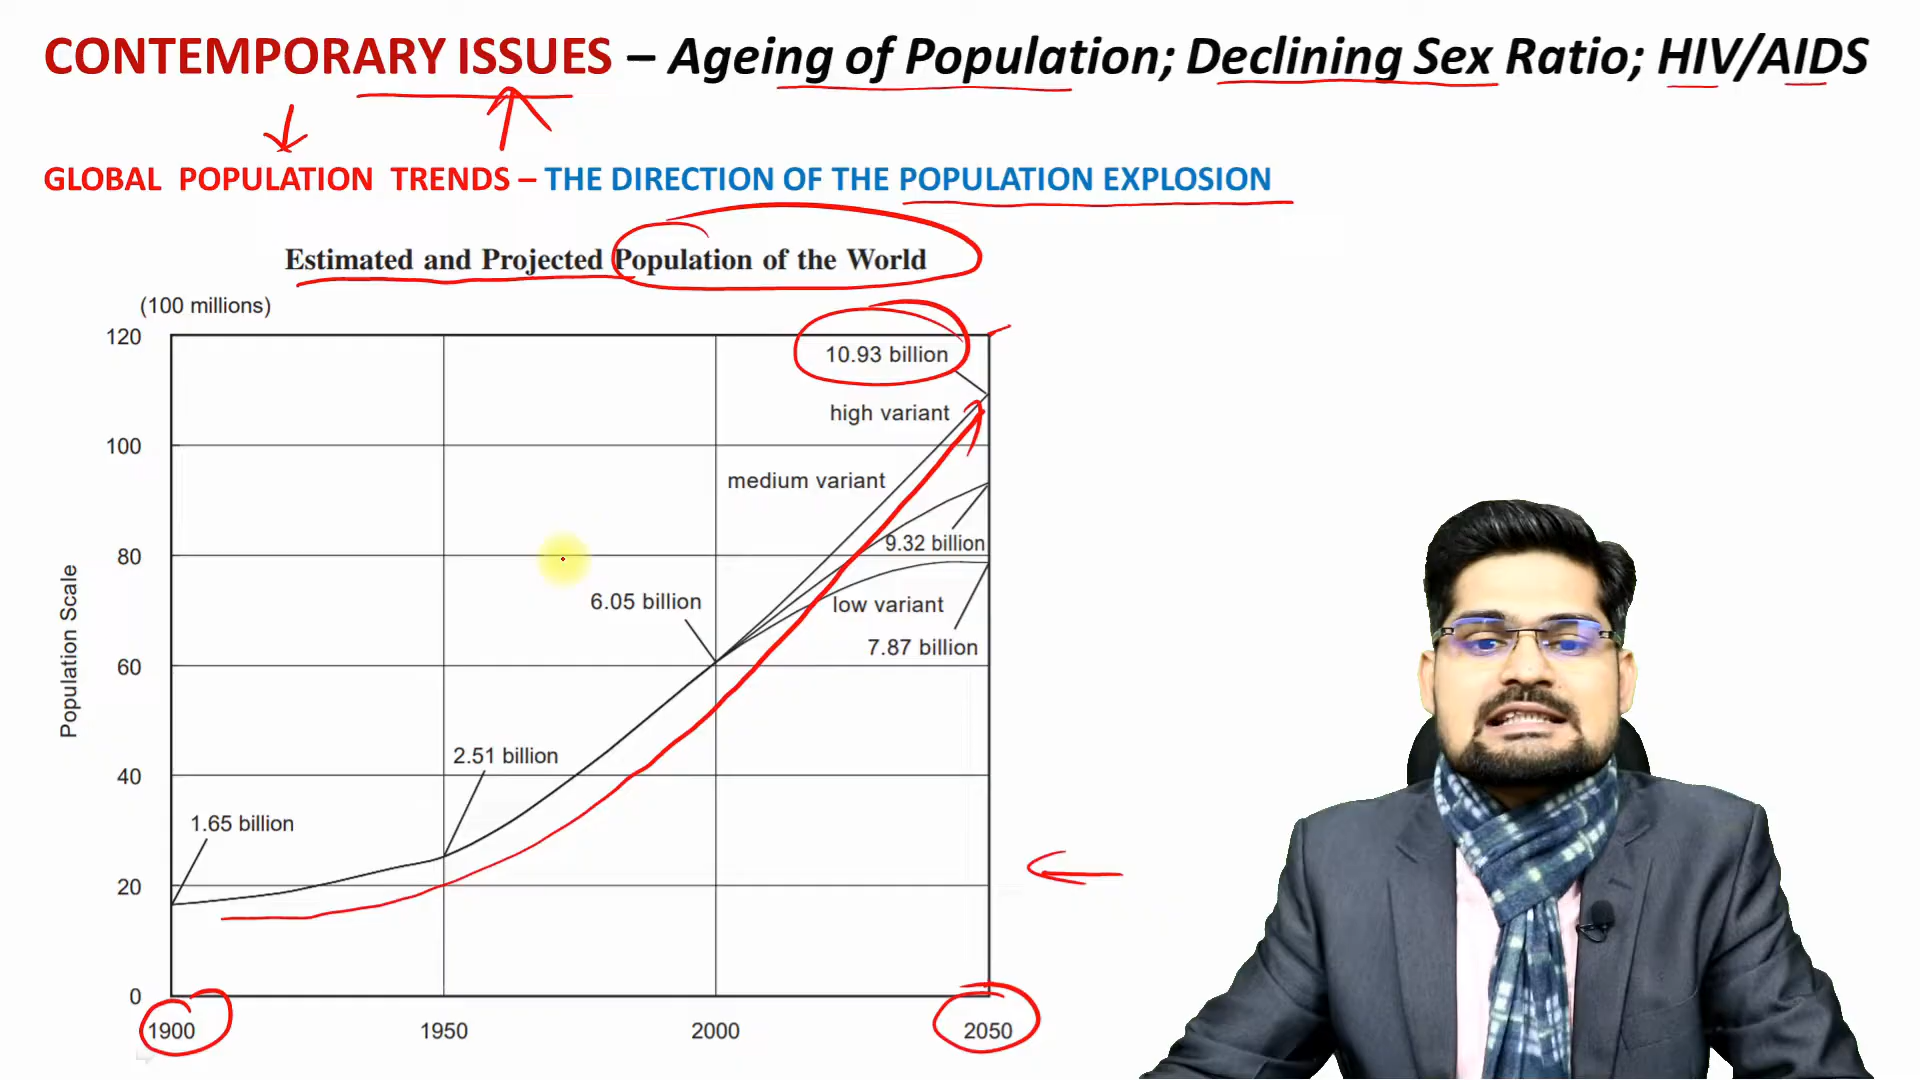 CONTEMPORARY ISSUES – Ageing of Population; Declining Sex Ratio; HIV/AIDS
GLOBAL POPULATION TRENDS – THE DIRECTION OF THE POPULATION EXPLOSION
Estimated and Projected Population of the World
(100 millions)
120
10.93 billion
high variant
100
medium variant
9.32 billion
80
6.05 billion
low variant
7.87 billion
60
Population Scale
2.51 billion
40
1.65 billion
20
0
1900
1950
2000
2050